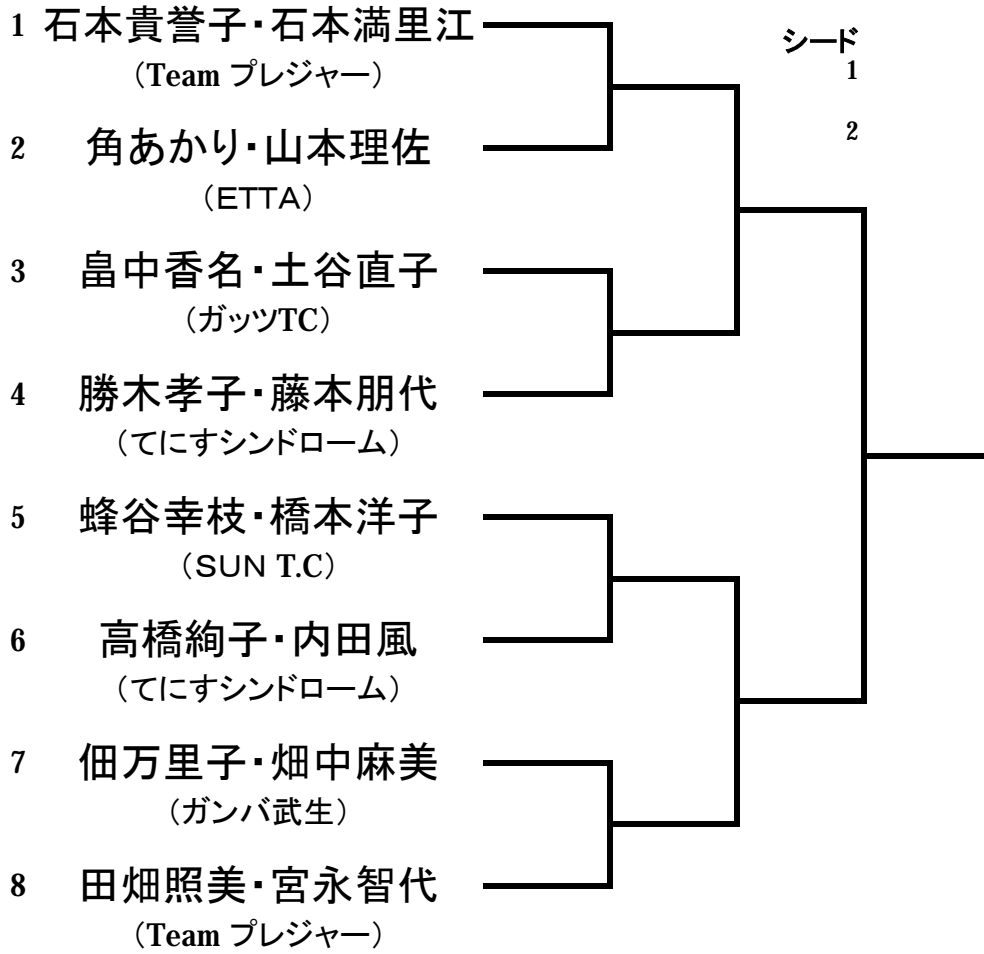 1 石本貴誉子・石本満里江
（Team プレジャー）
シード
1
2
2 角あかり・山本理佐
（ETTA）
3 畠中香名・土谷直子
（ガッツTC）
4 勝木孝子・藤本朋代
（てにすシンドローム）
5 蜂谷幸枝・橋本洋子
（SUN T.C）
6 高橋絢子・内田風
（てにすシンドローム）
7 佃万里子・畑中麻美
（ガンバ武生）
8 田畑照美・宮永智代
（Team プレジャー）